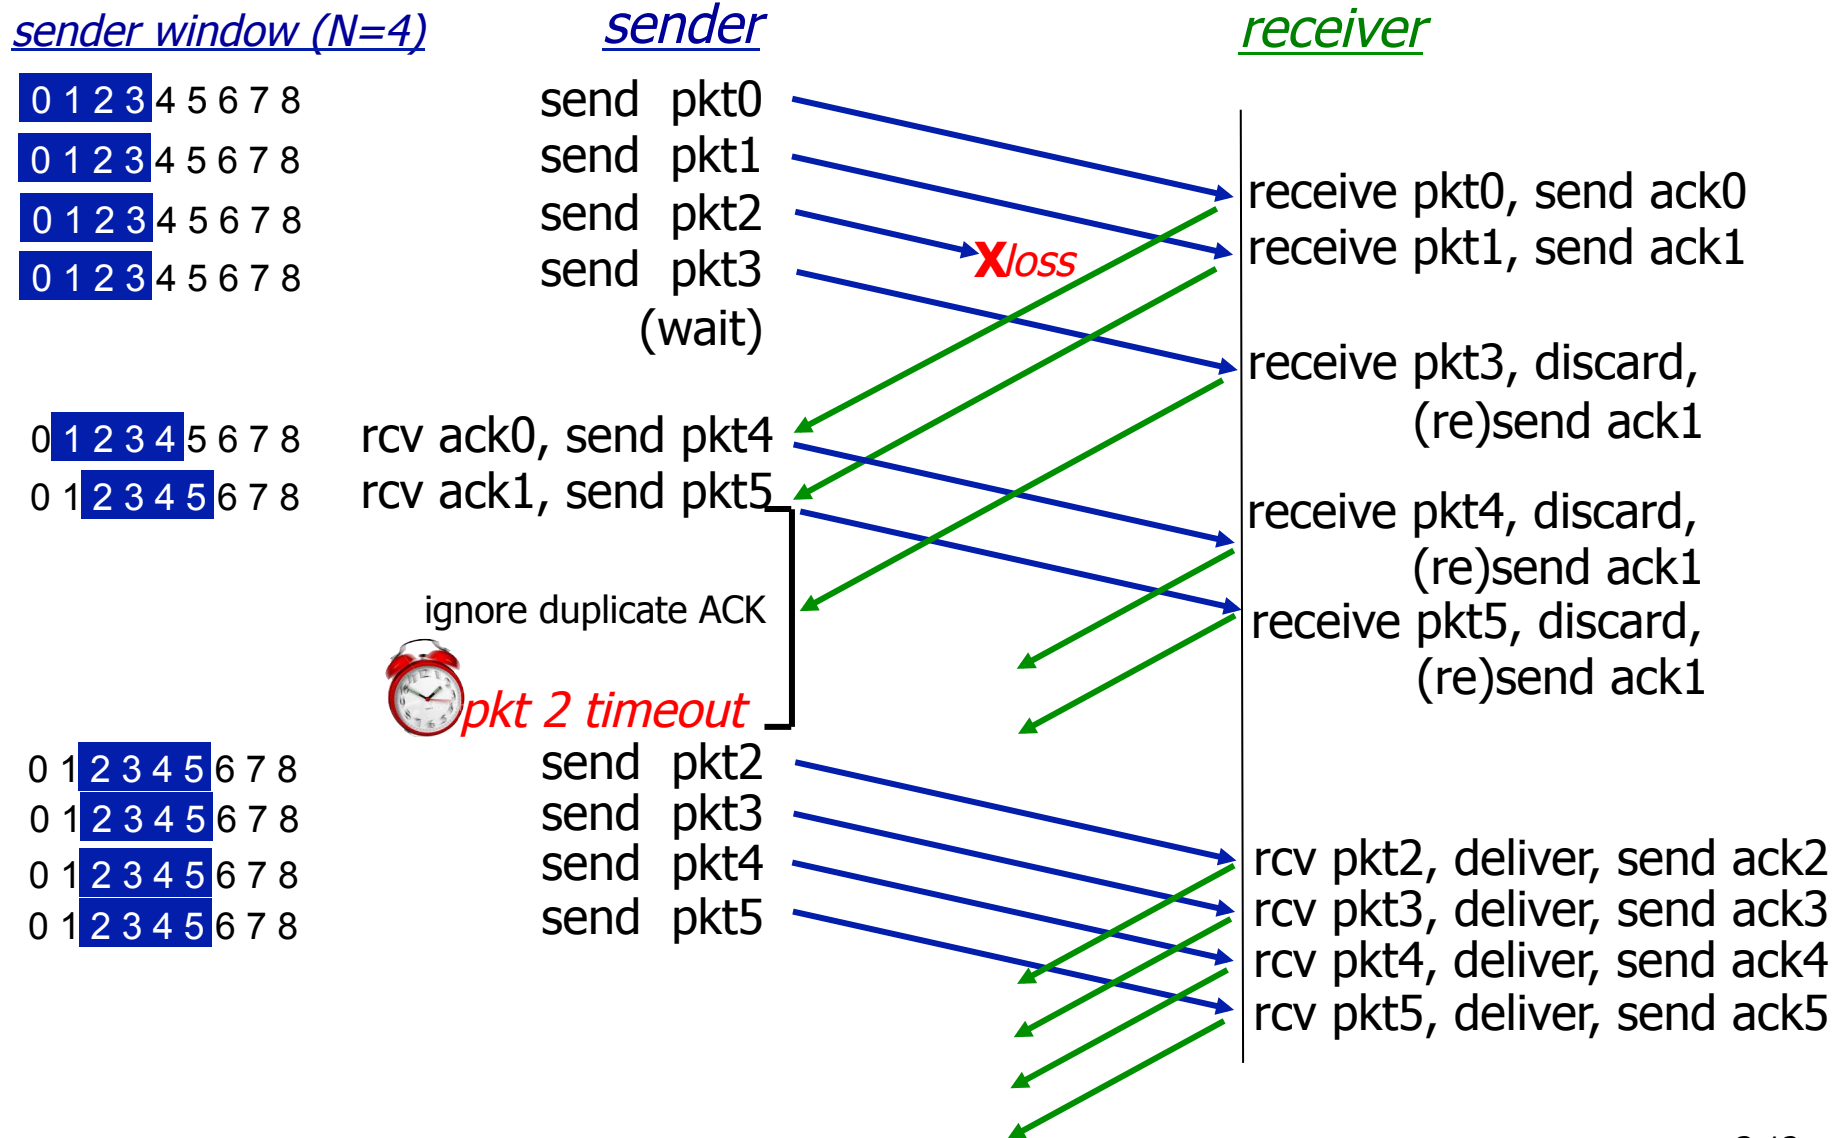 sender window (N=4) sender receiver
0 1 2 3 4 5 6 7 8 send pkt0
0 1 2 3 4 5 6 7 8 send pkt1
receive pkt0, send ack0
0 1 2 3 4 5 6 7 8 send pkt2
receive pkt1, send ack1
0 1 2 3 4 5 6 7 8 send pkt3
Xloss
(wait)
receive pkt3, discard,
(re)send ack1
0 1 2 3 4 5 6 7 8 rcv ack0, send pkt4
0 1 2 3 4 5 6 7 8 rcv ack1, send pkt5
receive pkt4, discard,
(re)send ack1
ignore duplicate ACK
receive pkt5, discard,
(re)send ack1
pkt 2 timeout
0 1 2 3 4 5 6 7 8 send pkt2
0 1 2 3 4 5 6 7 8 send pkt3
0 1 2 3 4 5 6 7 8 send pkt4
rcv pkt2, deliver, send ack2
0 1 2 3 4 5 6 7 8 send pkt5
rcv pkt3, deliver, send ack3
rcv pkt4, deliver, send ack4
rcv pkt5, deliver, send ack5